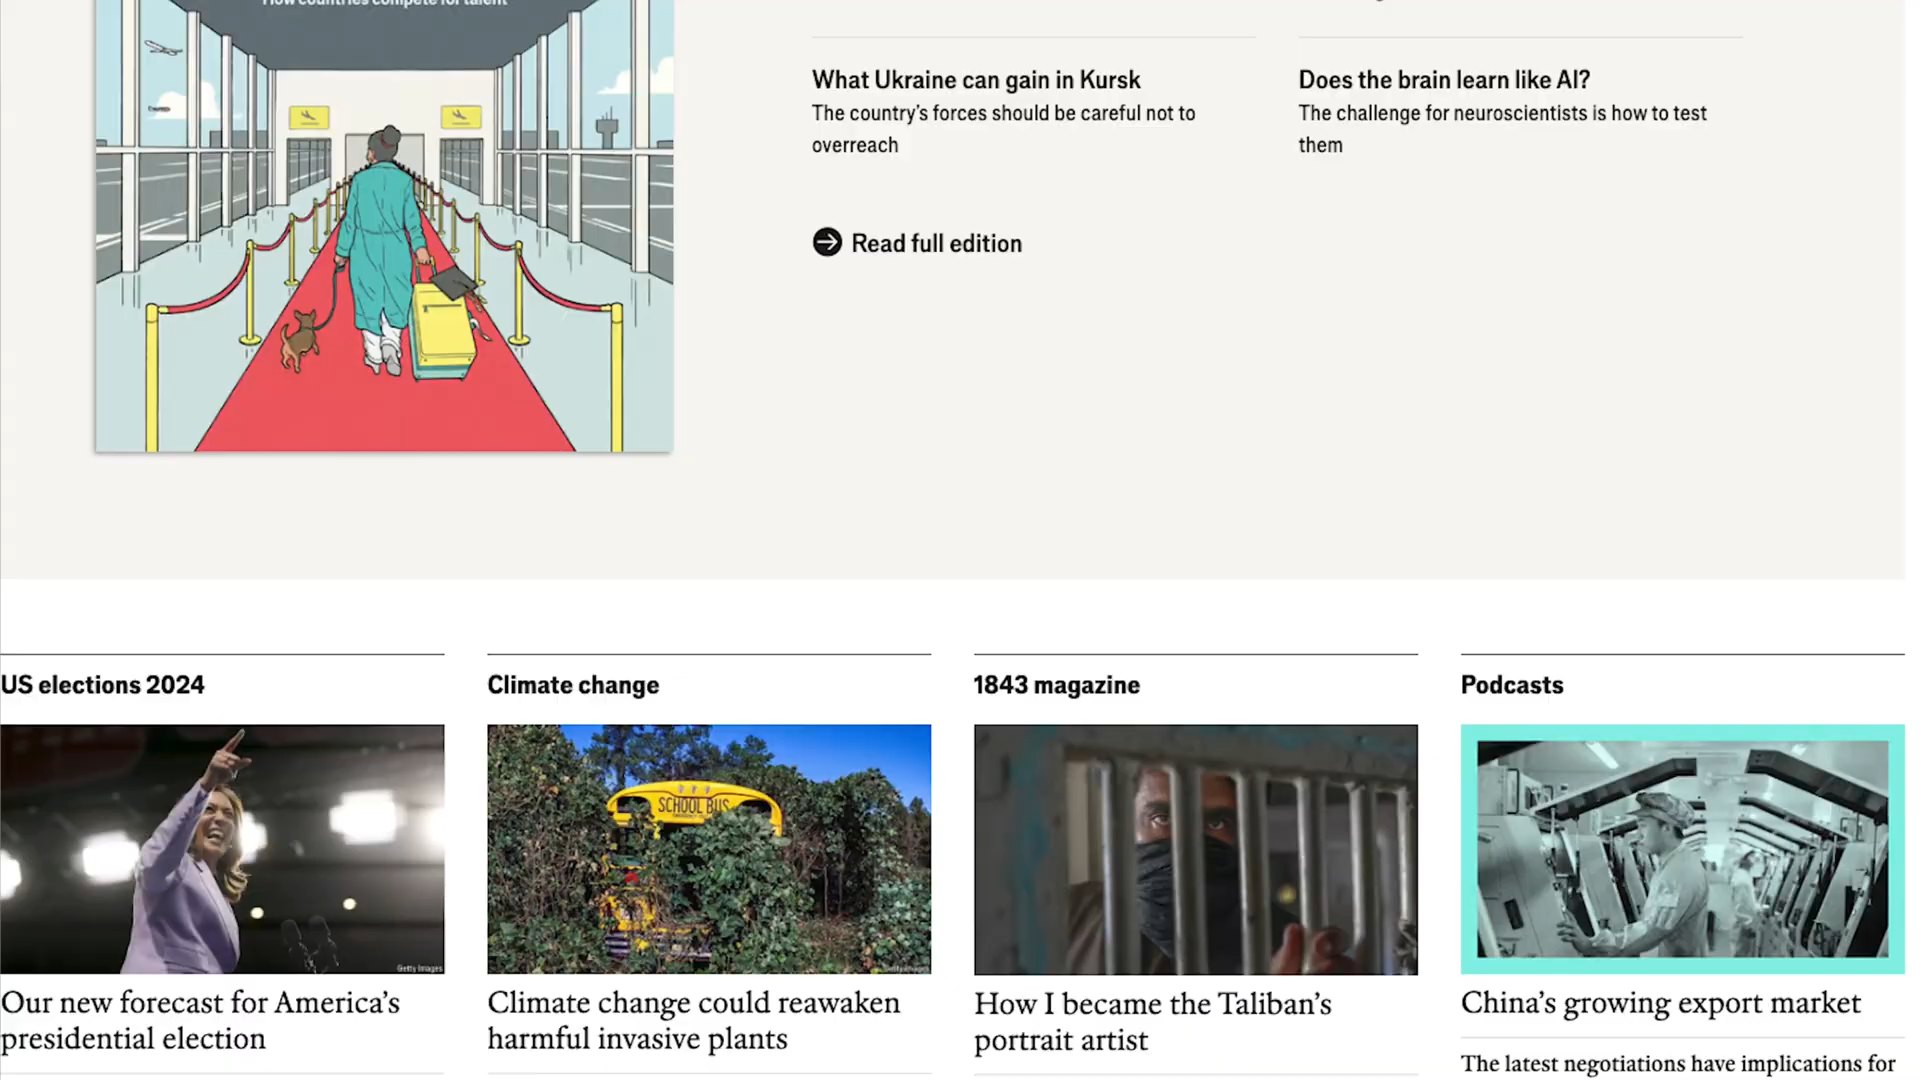 How countries compete for talent
What Ukraine can gain in Kursk
The country's forces should be careful not to
overreach
Does the brain learn like AI?
The challenge for neuroscientists is how to test
them
Read full edition
US elections 2024
Getty Images
Our new forecast for America's
presidential election
Climate change
SCHOOL BUS
Getty Images
Climate change could reawaken
harmful invasive plants
1843 magazine
How I became the Taliban's
portrait artist
Podcasts
China's growing export market
The latest negotiations have implications for